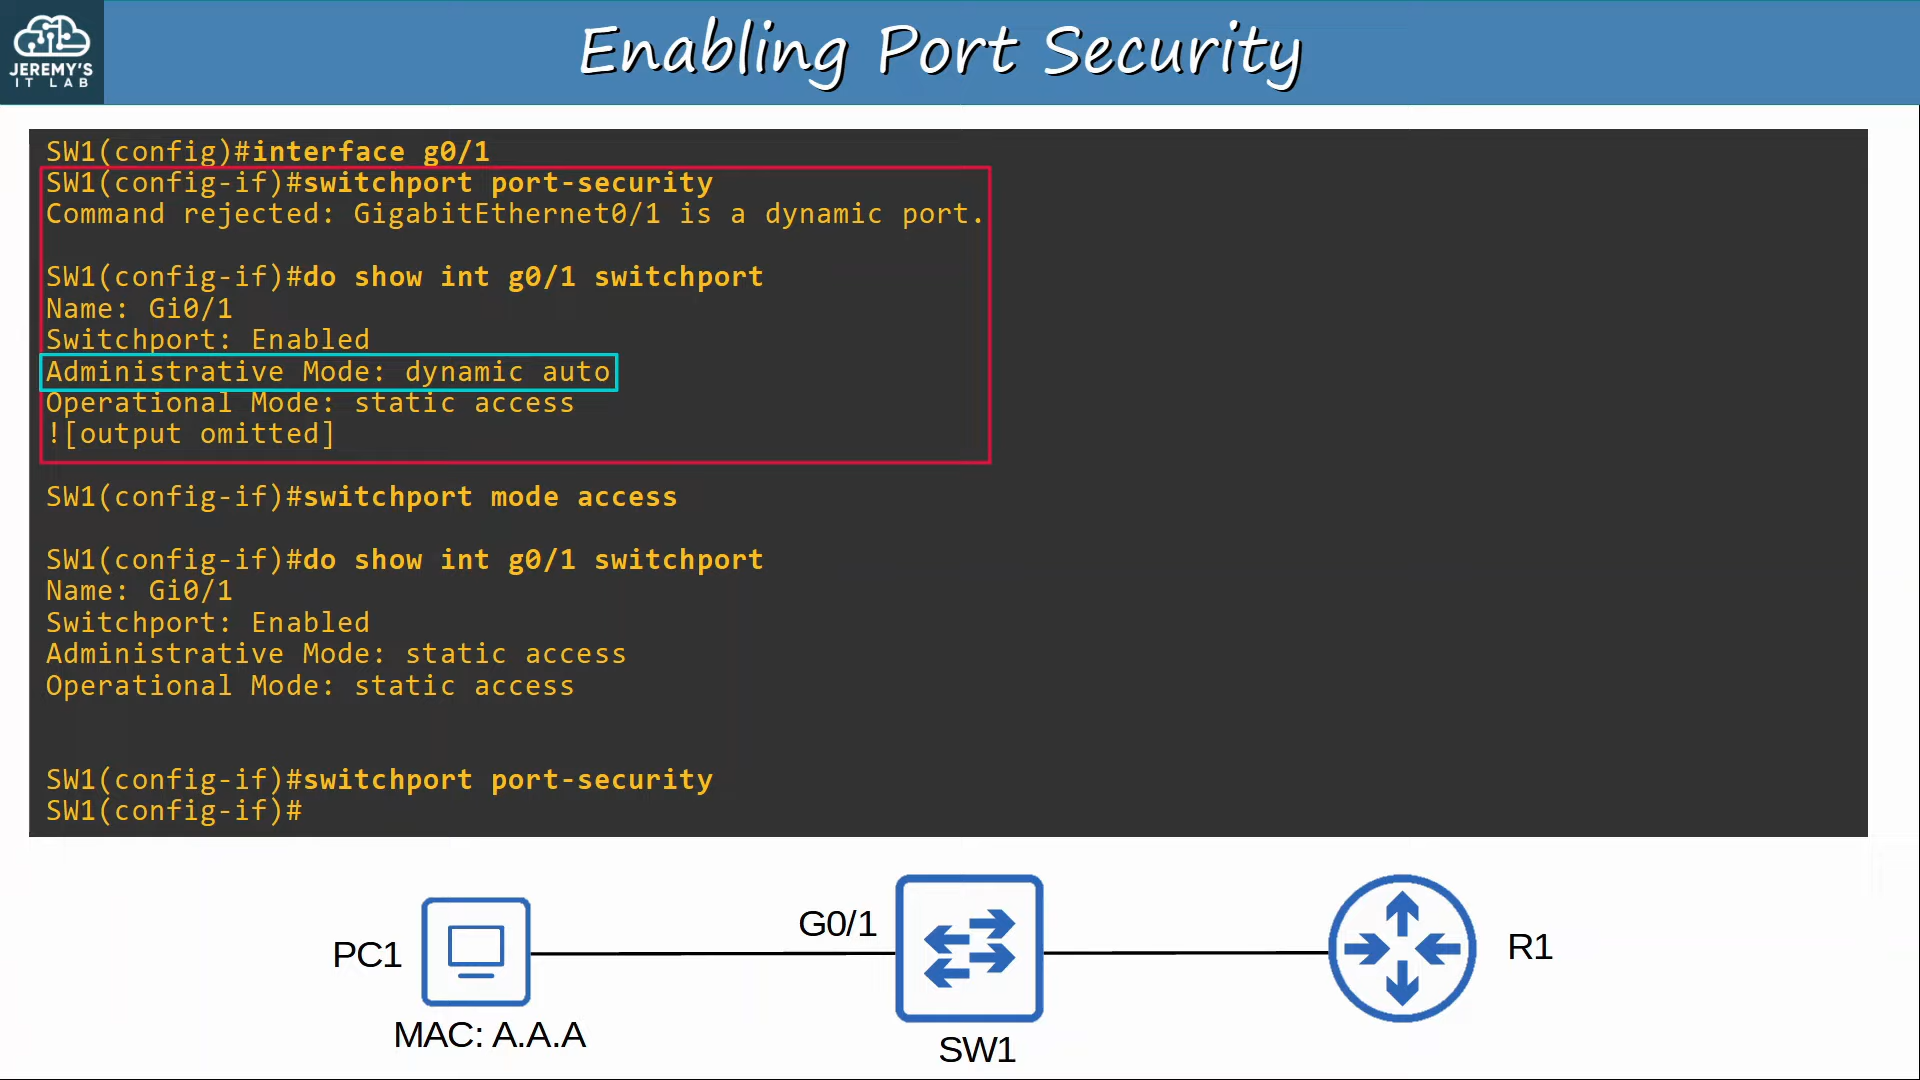 JEREMY'S
IT LAB
Enabling Port Security
SW1(config)#interface g0/1
SW1(config-if)#switchport port-security
Command rejected: GigabitEthernet0/1 is a dynamic port.
SW1(config-if)#do show int g0/1 switchport
Name: Gi0/1
Switchport: Enabled
Administrative Mode: dynamic auto
Operational Mode: static access
![output omitted]
SW1(config-if)#switchport mode access
SW1(config-if)#do show int g0/1 switchport
Name: Gi0/1
Switchport: Enabled
Administrative Mode: static access
Operational Mode: static access
SW1(config-if)#switchport port-security
SW1(config-if)#
G0/1
PC1
R1
MAC: A.A.A
SW1